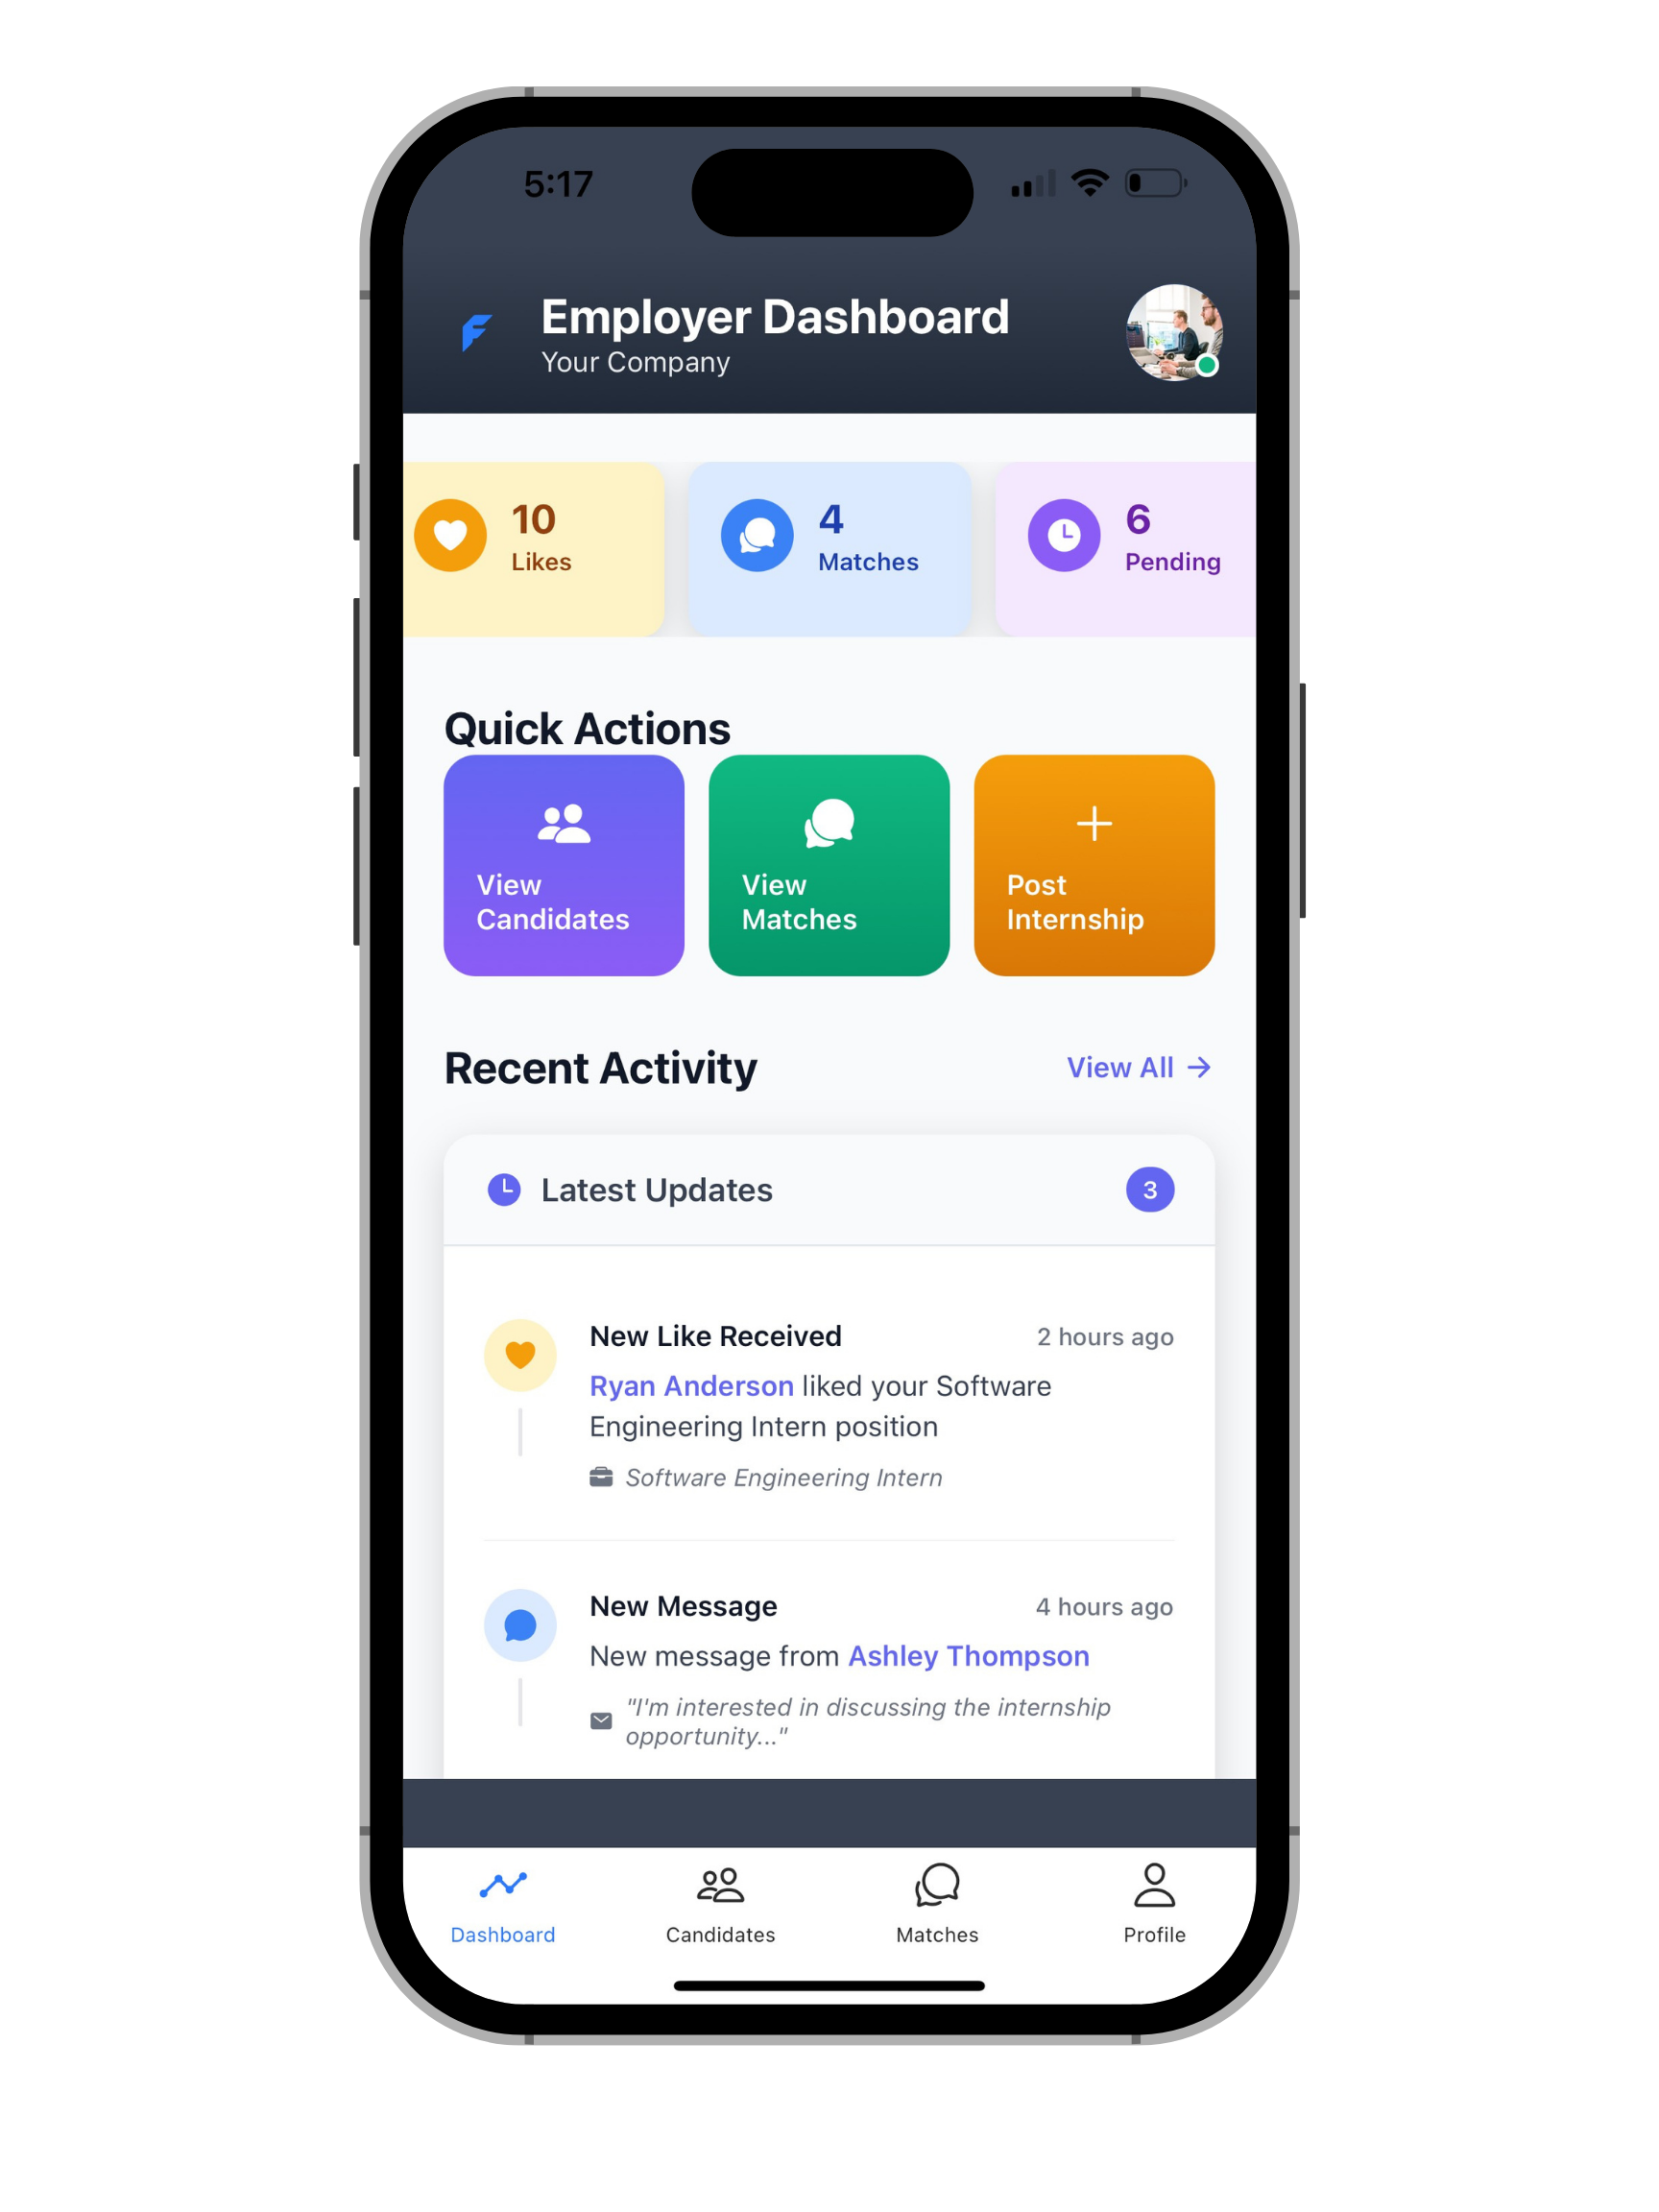 5:17
Employer Dashboard
Your Company
10
Likes
4
Matches
6
Pending
Quick Actions
View
Candidates
View
Matches
Post
Internship
Recent Activity
View All →
Latest Updates
3
New Like Received
2 hours ago
Ryan Anderson liked your Software
Engineering Intern position
Software Engineering Intern
New Message
4 hours ago
New message from Ashley Thompson
"I'm interested in discussing the internship
opportunity..."
Dashboard
Candidates
Matches
Profile